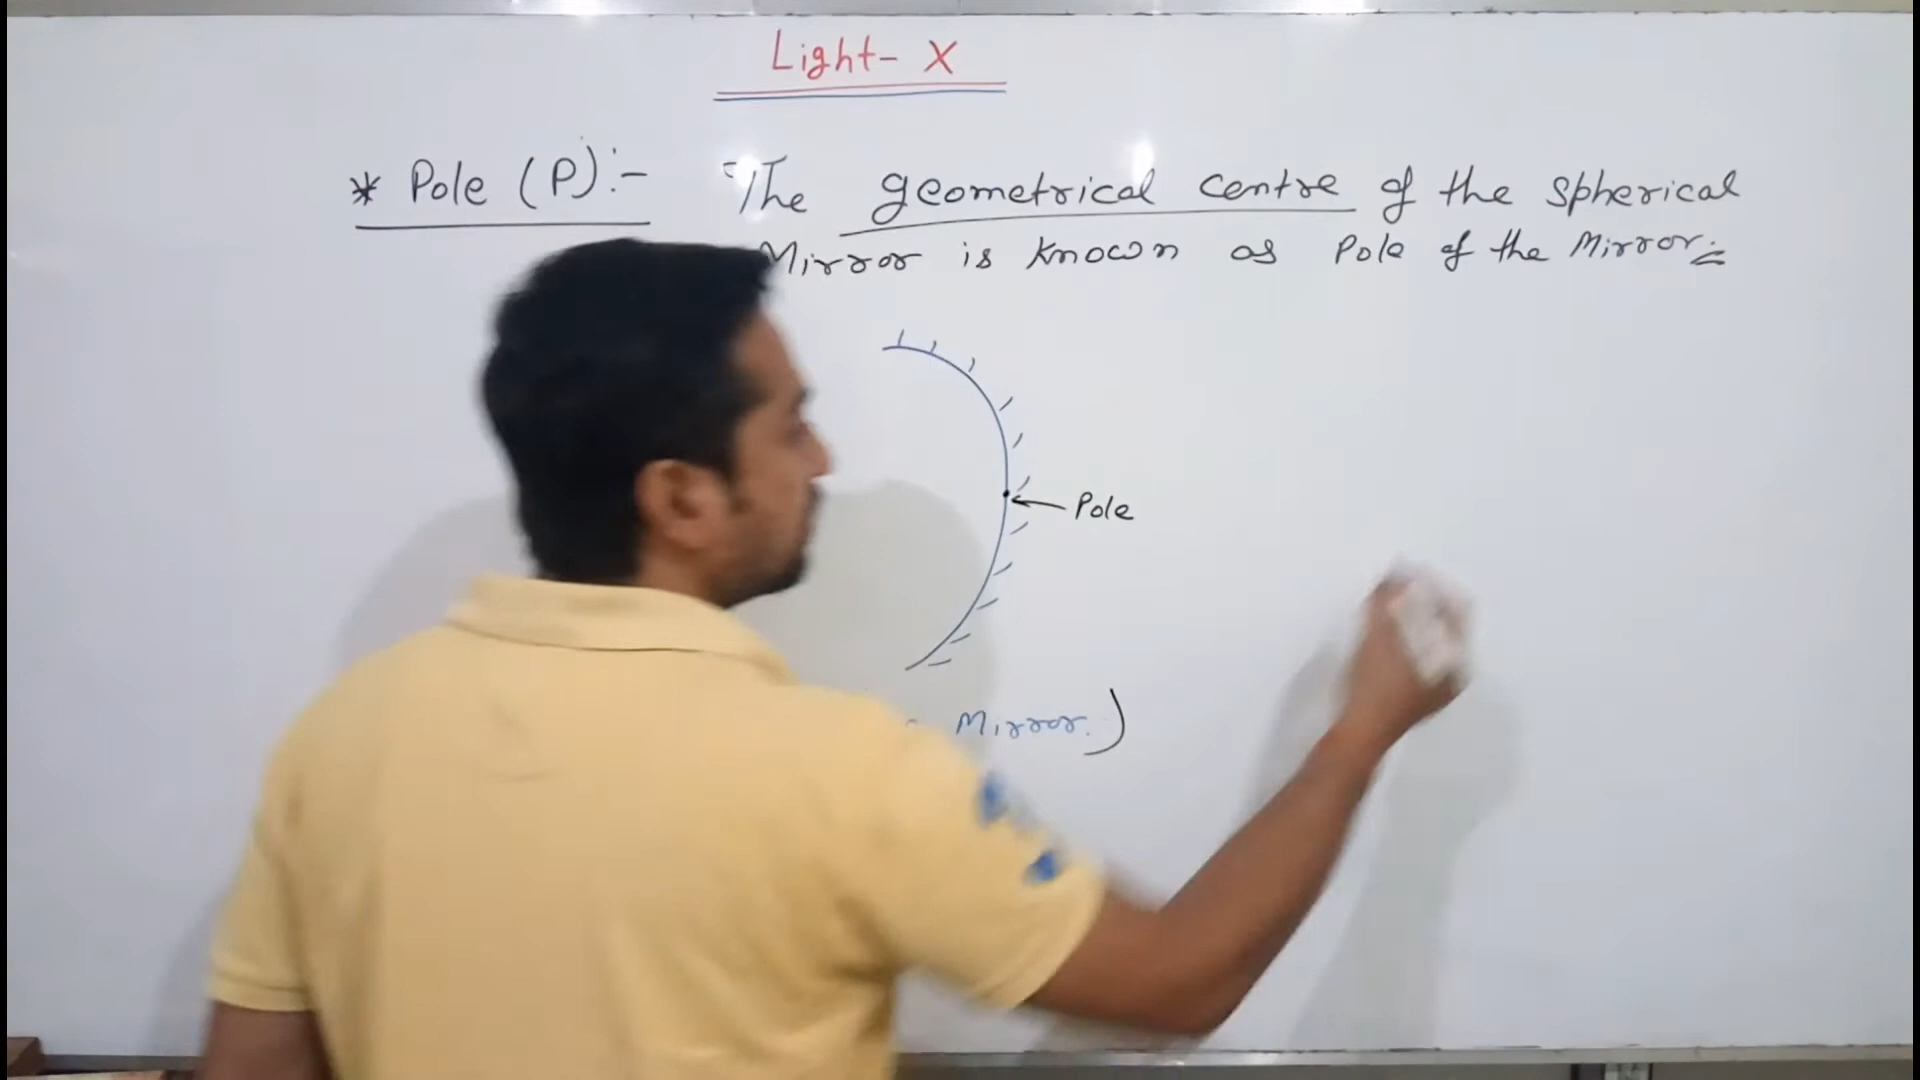 Light- X
* Pole (P):- The geometrical centre of the spherical
Mirror is known as Pole of the Mirror.
Pole
Mirror.)